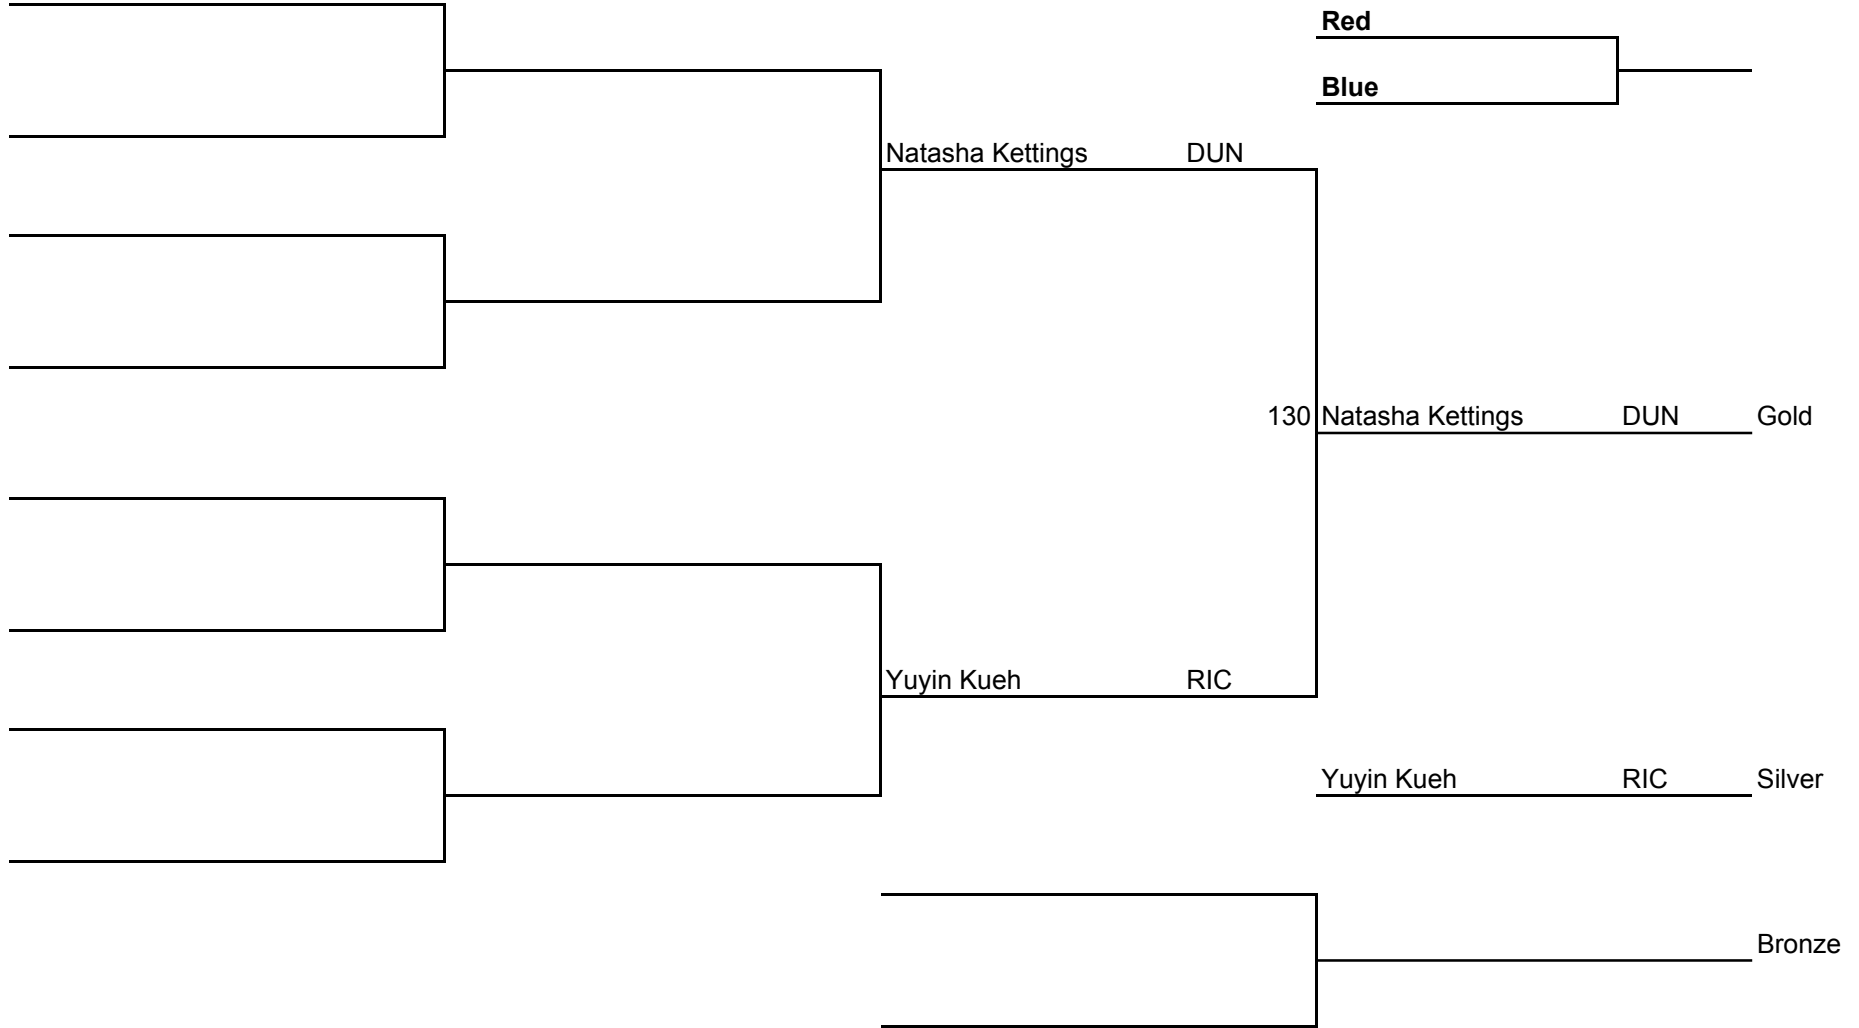 Red
Blue
Natasha Kettings DUN
130 Natasha Kettings DUN Gold
Yuyin Kueh RIC
Yuyin Kueh RIC Silver
Bronze